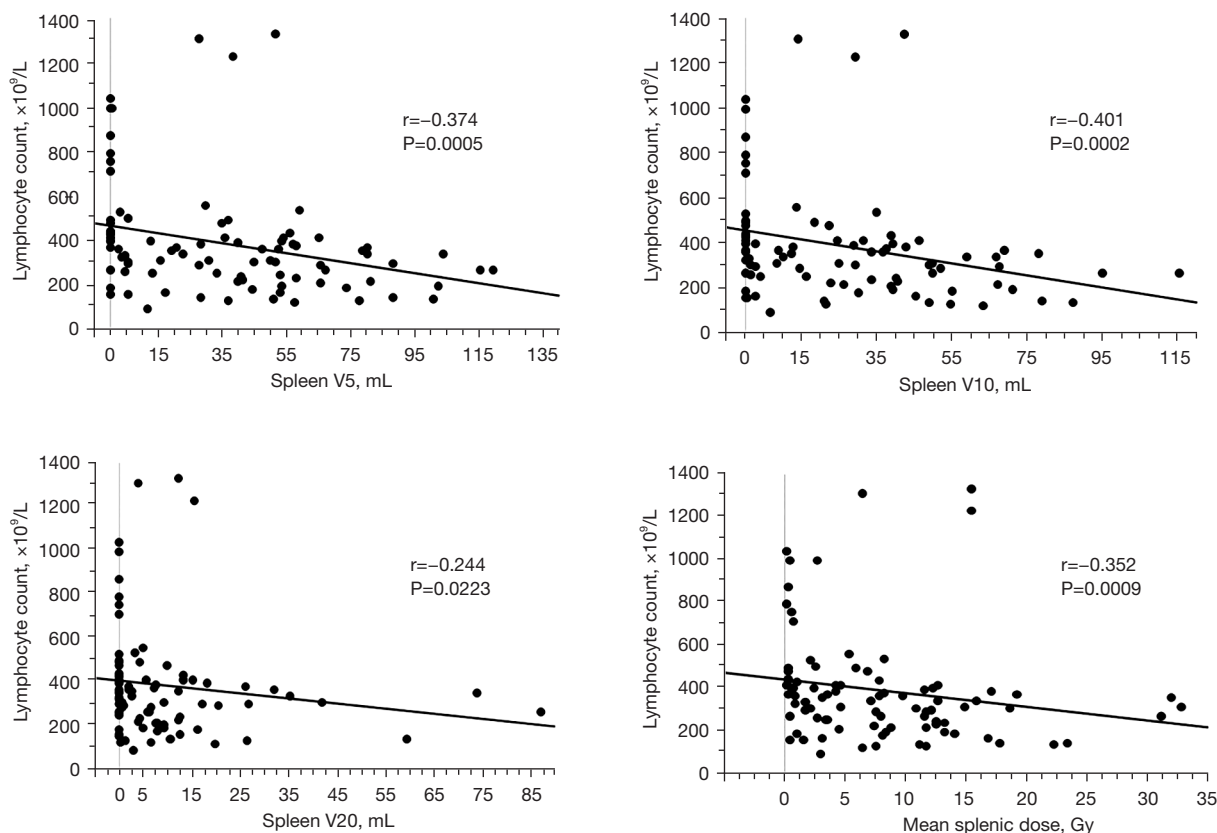 1400
1200
1000
800
600
400
200
0
Lymphocyte count, ×10⁹/L
r=−0.374
P=0.0005
0 15 35 55 75 95 115 135
Spleen V5, mL
1400
1200
1000
800
600
400
200
0
Lymphocyte count, ×10⁹/L
r=−0.401
P=0.0002
0 15 35 55 75 95 115
Spleen V10, mL
1400
1200
1000
800
600
400
200
0
Lymphocyte count, ×10⁹/L
r=−0.244
P=0.0223
0 5 15 25 35 45 55 65 75 85
Spleen V20, mL
1400
1200
1000
800
600
400
200
0
Lymphocyte count, ×10⁹/L
r=−0.352
P=0.0009
0 5 10 15 20 25 30 35
Mean splenic dose, Gy